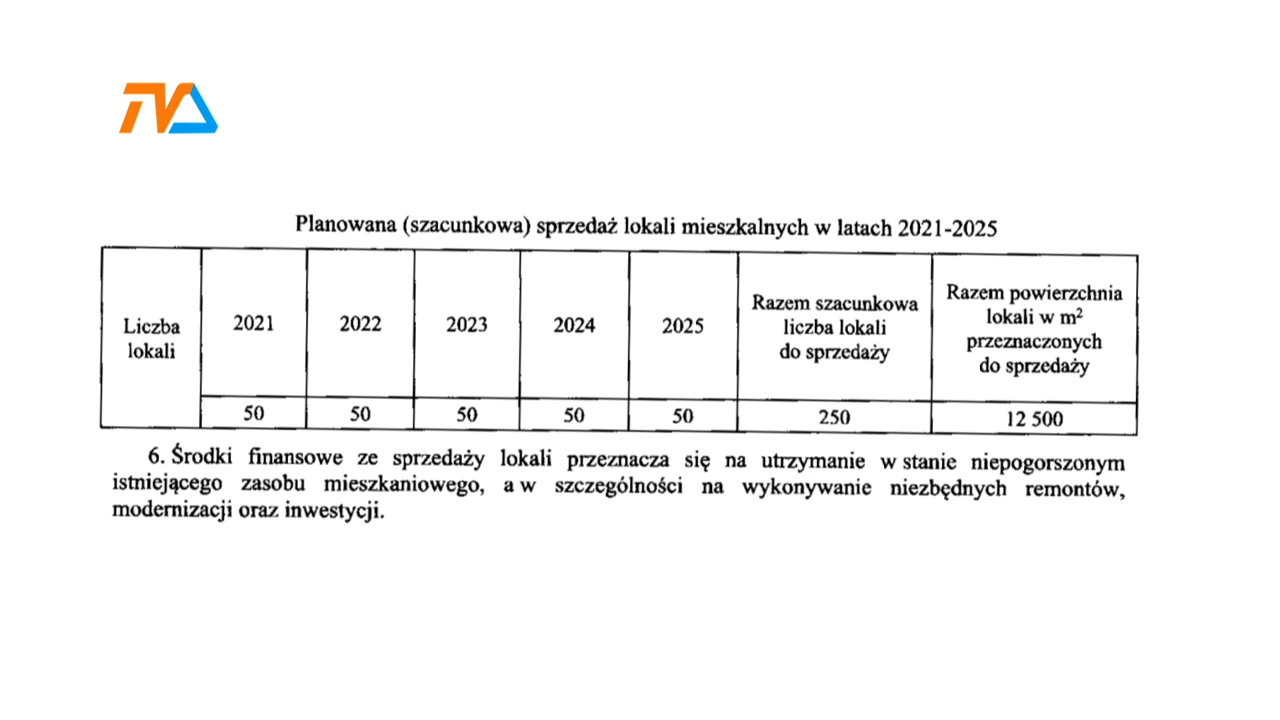 TVA
Planowana (szacunkowa) sprzedaż lokali mieszkalnych w latach 2021-2025
Liczba
lokali
2021
2022
2023
2024
2025
Razem szacunkowa
liczba lokali
do sprzedaży
Razem powierzchnia
lokali w m²
przeznaczonych
do sprzedaży
50
50
50
50
50
250
12 500
6. Środki finansowe ze sprzedaży lokali przeznacza się na utrzymanie w stanie niepogorszonym
istniejącego zasobu mieszkaniowego, a w szczególności na wykonywanie niezbędnych remontów,
modernizacji oraz inwestycji.